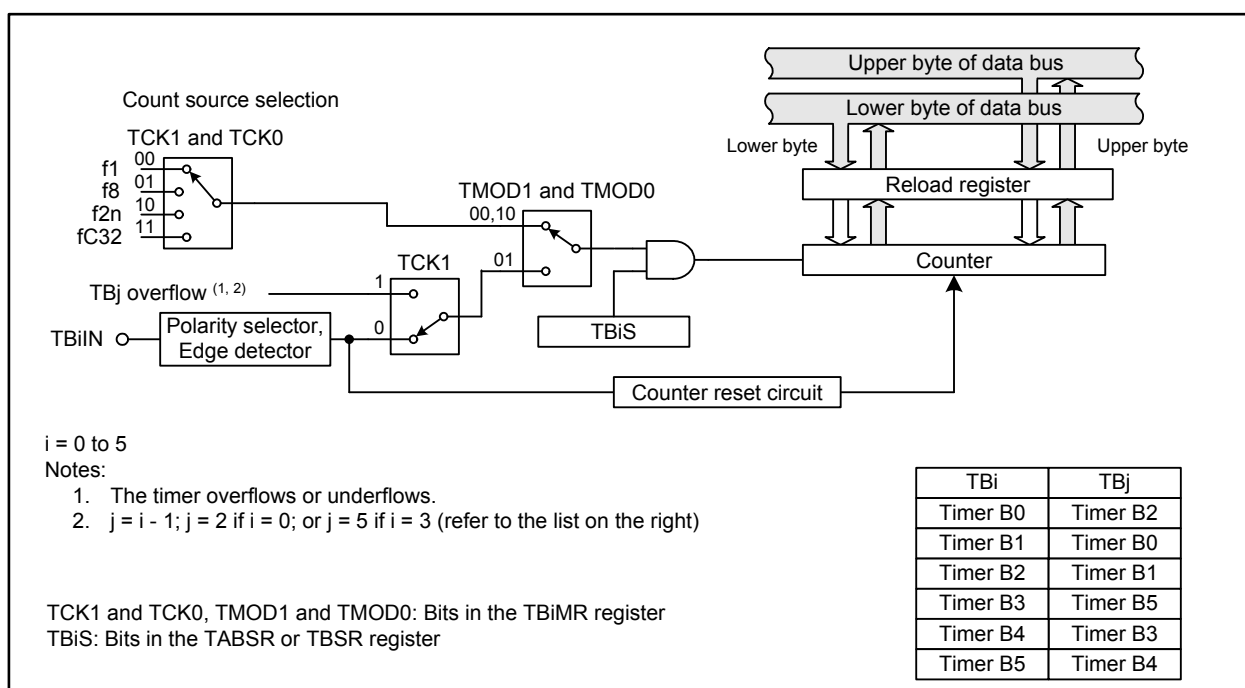 Upper byte of data bus
Count source selection
Lower byte of data bus
TCK1 and TCK0
Lower byte
Upper byte
f1 00
f8 01
f2n 10
fC32 11
TMOD1 and TMOD0
Reload register
00,10
TCK1
01
Counter
TBj overflow (1, 2)
1
TBiIN
Polarity selector,
Edge detector
0
TBiS
Counter reset circuit
i = 0 to 5
Notes:
1. The timer overflows or underflows.
2. j = i - 1; j = 2 if i = 0; or j = 5 if i = 3 (refer to the list on the right)
TCK1 and TCK0, TMOD1 and TMOD0: Bits in the TBiMR register
TBiS: Bits in the TABSR or TBSR register
TBi TBj
Timer B0 Timer B2
Timer B1 Timer B0
Timer B2 Timer B1
Timer B3 Timer B5
Timer B4 Timer B3
Timer B5 Timer B4